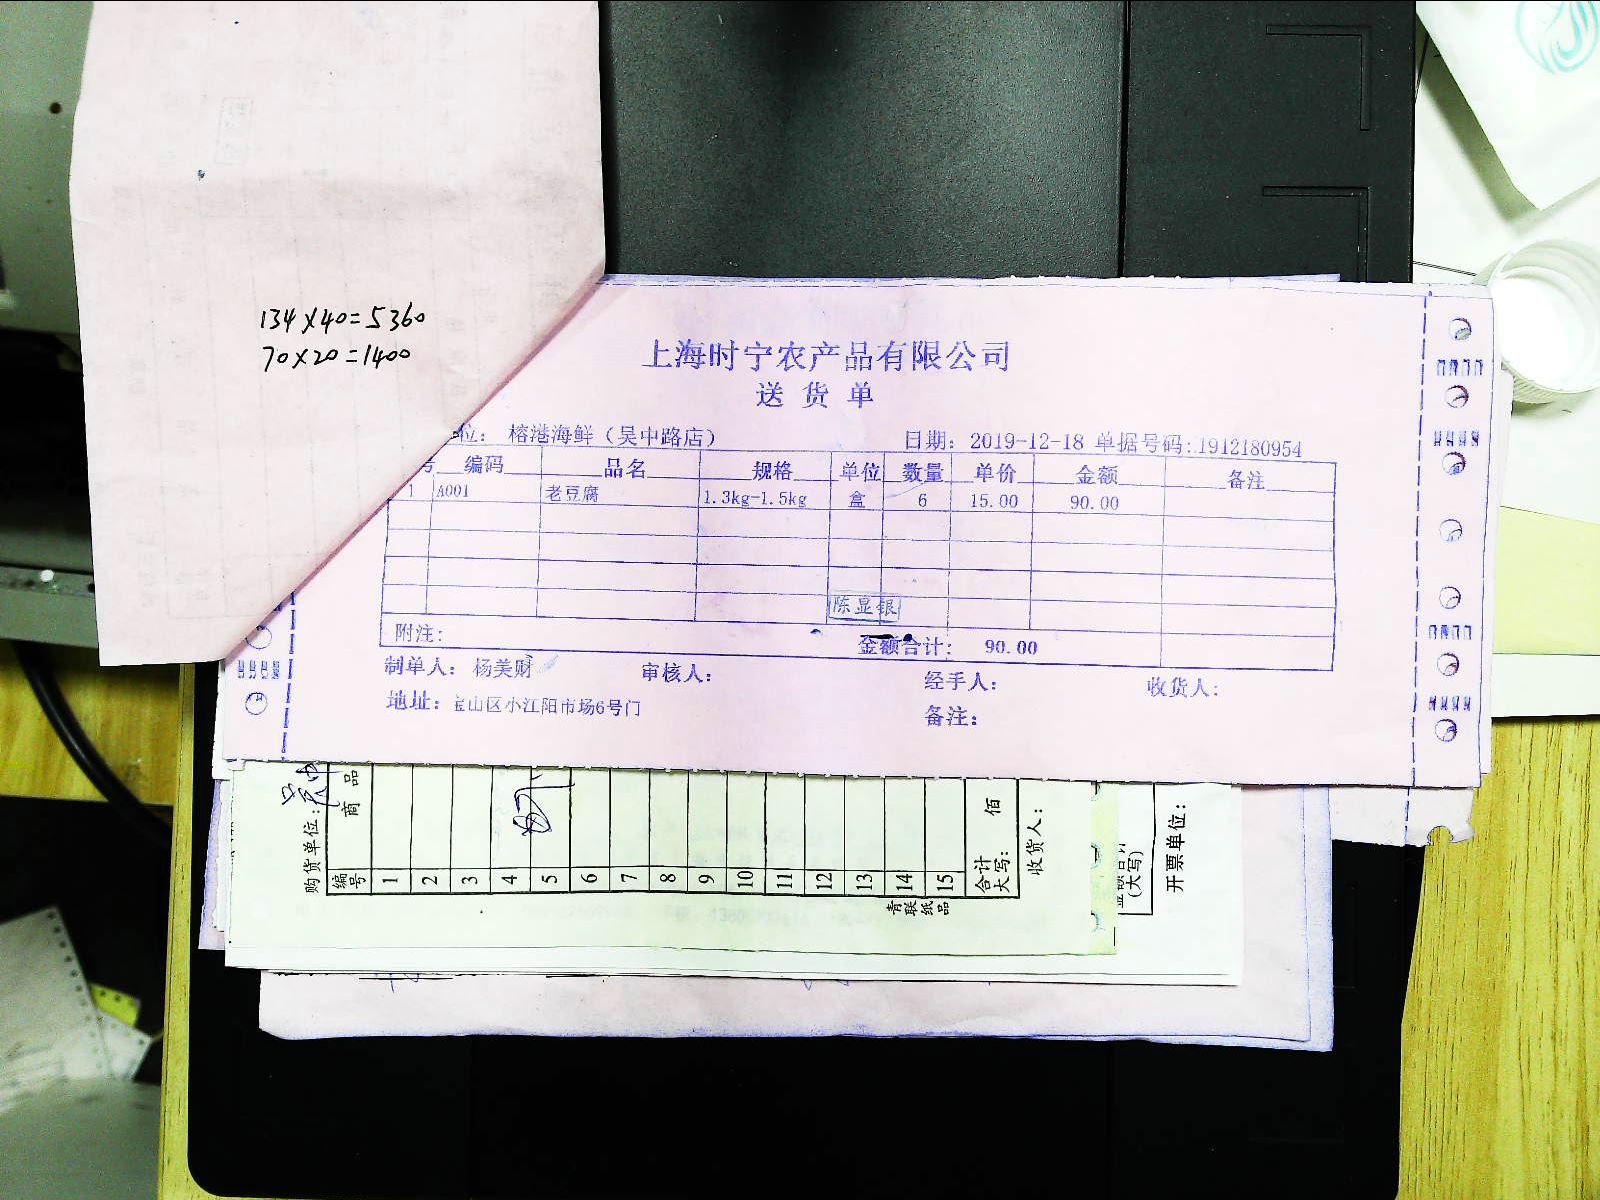 134×40=5360
70×20=1400
上海时宁农产品有限公司
送货单
位：榕港海鲜（吴中路店） 日期：2019-12-18 单据号码:1912180954
号 编码 品名 规格 单位 数量 单价 金额 备注
1 A001 老豆腐 1.3kg-1.5kg 盒 6 15.00 90.00
陈显银
附注： 金额合计： 90.00
制单人：杨美财 审核人： 经手人： 收货人：
地址：宝山区小江阳市场6号门 备注：
购货单位：吴中
编号 商品
1
2
3
4
5
6
7
8
9
10
11
12
13
14
15
合计大写： 佰
收货人：
青联纸品
(大写)
开票单位：